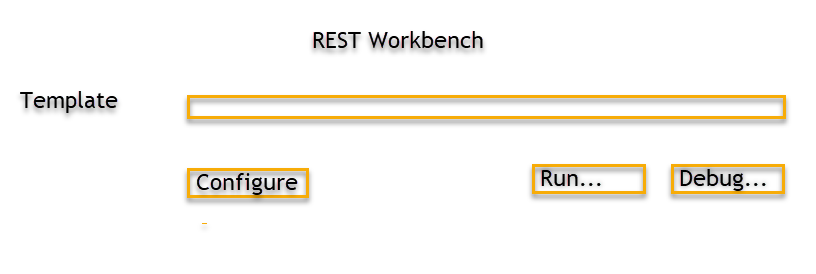 REST Workbench
Template
Configure
Run...
Debug...